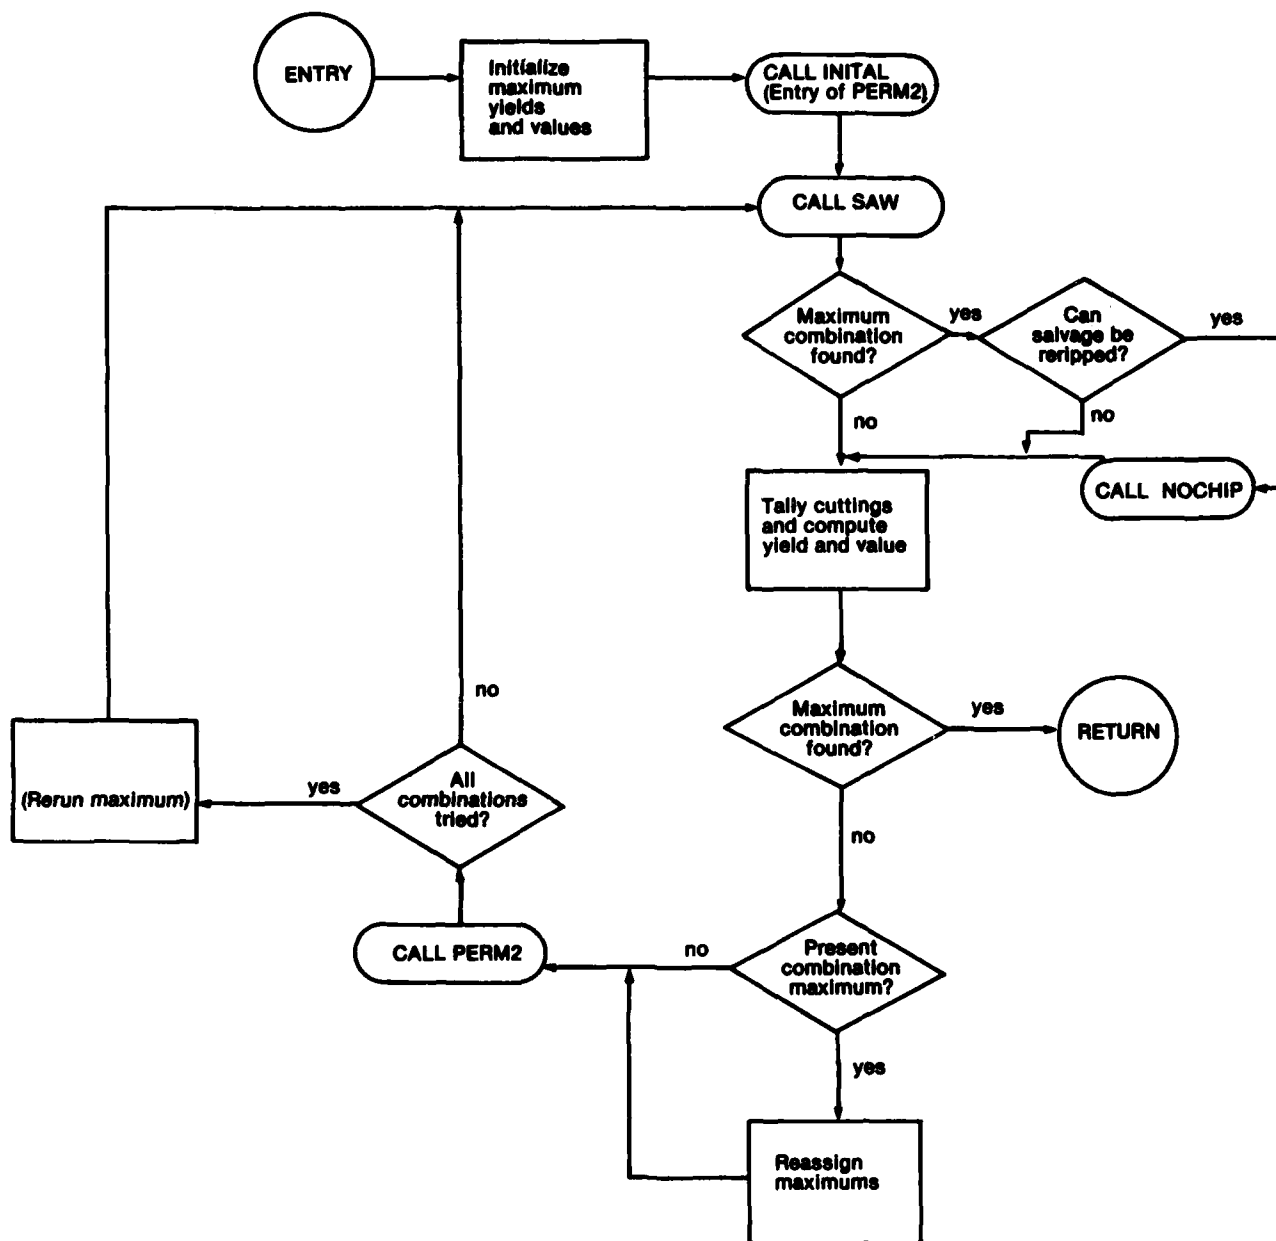 ENTRY
Initialize
maximum
yields
and values
CALL INITAL
(Entry of PERM2)
CALL SAW
Maximum
combination
found?
yes
Can
salvage be
reripped?
yes
no
no
CALL NOCHIP
Tally cuttings
and compute
yield and value
no
Maximum
combination
found?
yes
RETURN
(Rerun maximum)
yes
All
combinations
tried?
no
CALL PERM2
no
Present
combination
maximum?
yes
Reassign
maximums